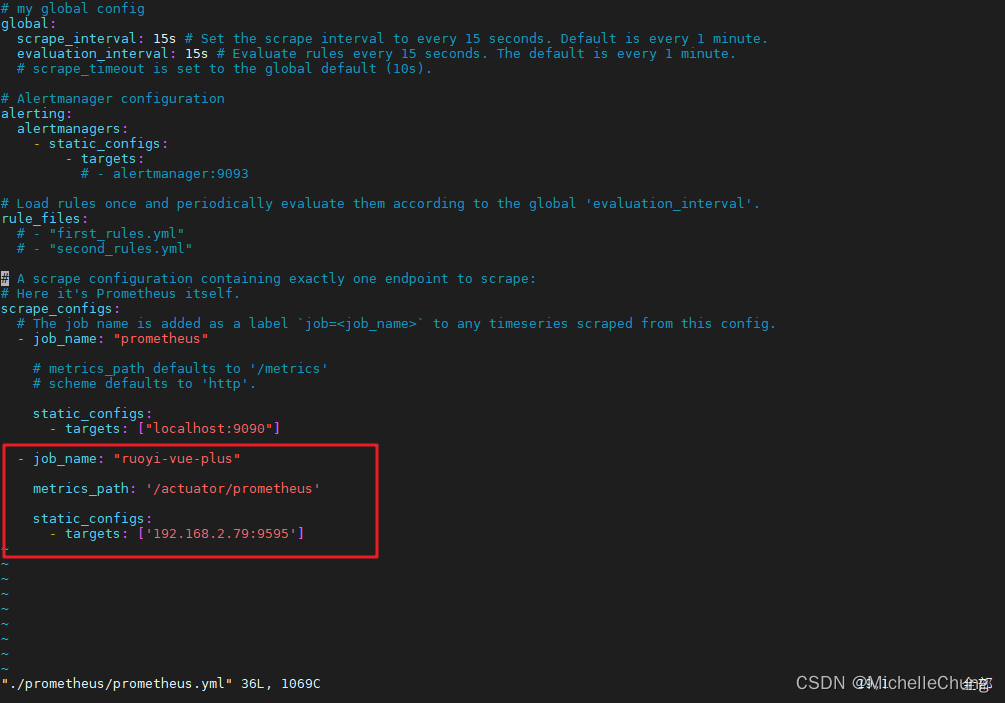 # my global config
global:
  scrape_interval: 15s # Set the scrape interval to every 15 seconds. Default is every 1 minute.
  evaluation_interval: 15s # Evaluate rules every 15 seconds. The default is every 1 minute.
  # scrape_timeout is set to the global default (10s).

# Alertmanager configuration
alerting:
  alertmanagers:
    - static_configs:
        - targets:
          # - alertmanager:9093

# Load rules once and periodically evaluate them according to the global 'evaluation_interval'.
rule_files:
  # - "first_rules.yml"
  # - "second_rules.yml"

# A scrape configuration containing exactly one endpoint to scrape:
# Here it's Prometheus itself.
scrape_configs:
  # The job name is added as a label `job=<job_name>` to any timeseries scraped from this config.
  - job_name: "prometheus"

    # metrics_path defaults to '/metrics'
    # scheme defaults to 'http'.

    static_configs:
      - targets: ["localhost:9090"]

  - job_name: "ruoyi-vue-plus"

    metrics_path: '/actuator/prometheus'

    static_configs:
      - targets: ['192.168.2.79:9595']
~
~
~
~
~
~
~
~
~
"./prometheus/prometheus.yml" 36L, 1069C
CSDN @MichelleChung
全部